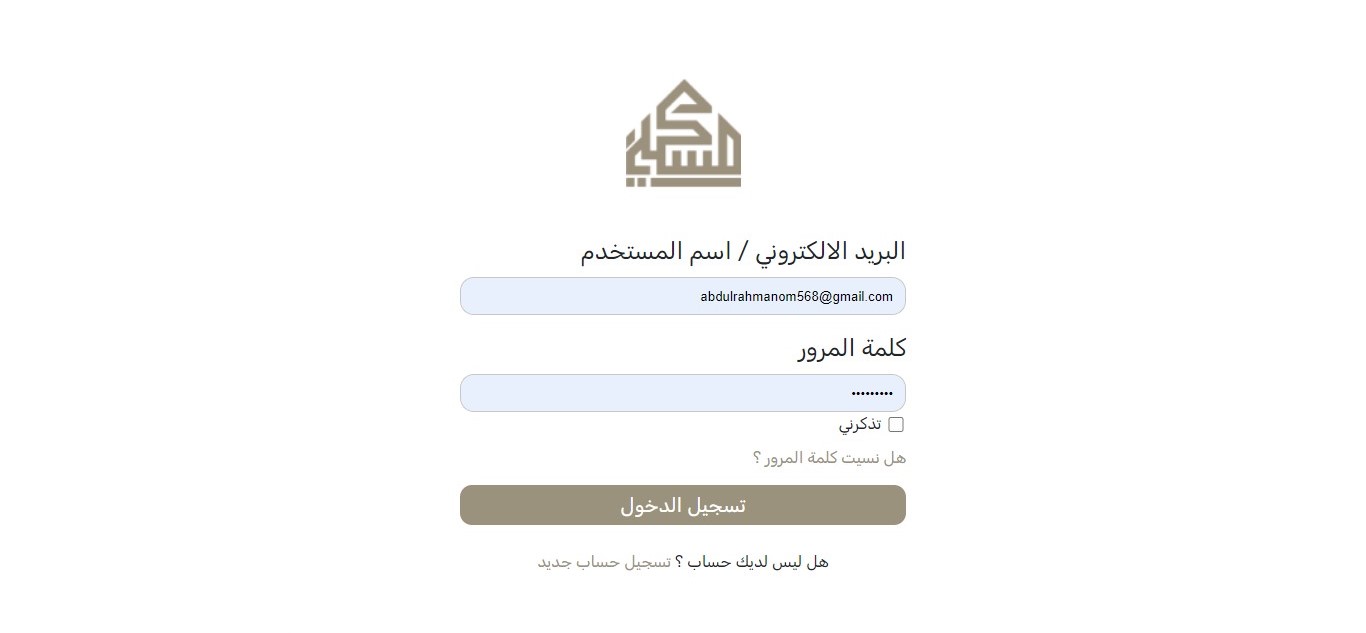 البريد الالكتروني / اسم المستخدم
abdulrahmanom568@gmail.com
كلمة المرور
•••••••••
تذكرني
هل نسيت كلمة المرور ؟
تسجيل الدخول
هل ليس لديك حساب ؟ تسجيل حساب جديد